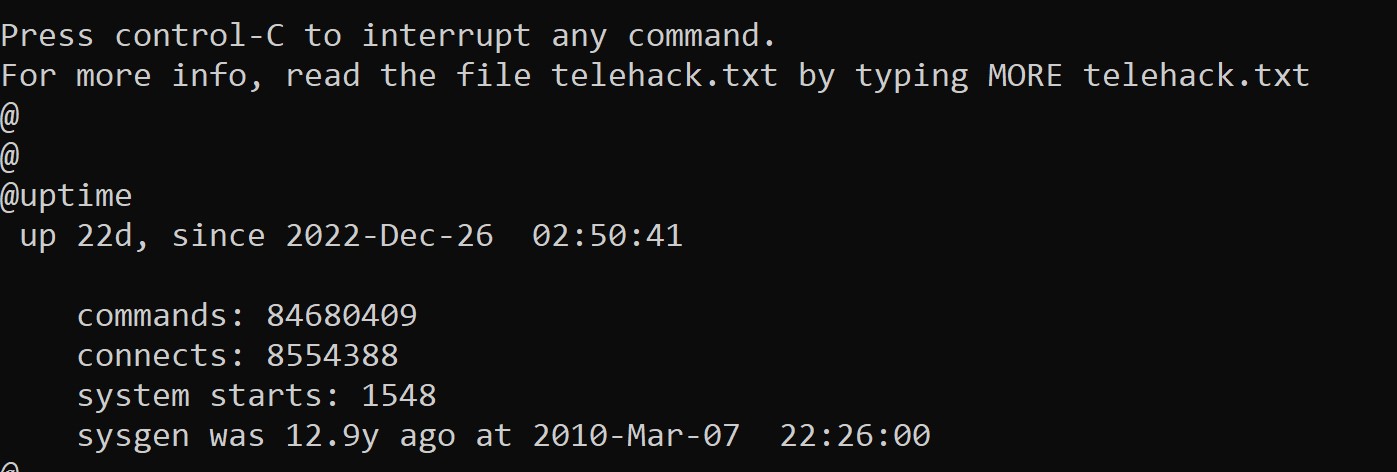 Press control-C to interrupt any command.
For more info, read the file telehack.txt by typing MORE telehack.txt
@
@
@uptime
 up 22d, since 2022-Dec-26  02:50:41

    commands: 84680409
    connects: 8554388
    system starts: 1548
    sysgen was 12.9y ago at 2010-Mar-07  22:26:00
@